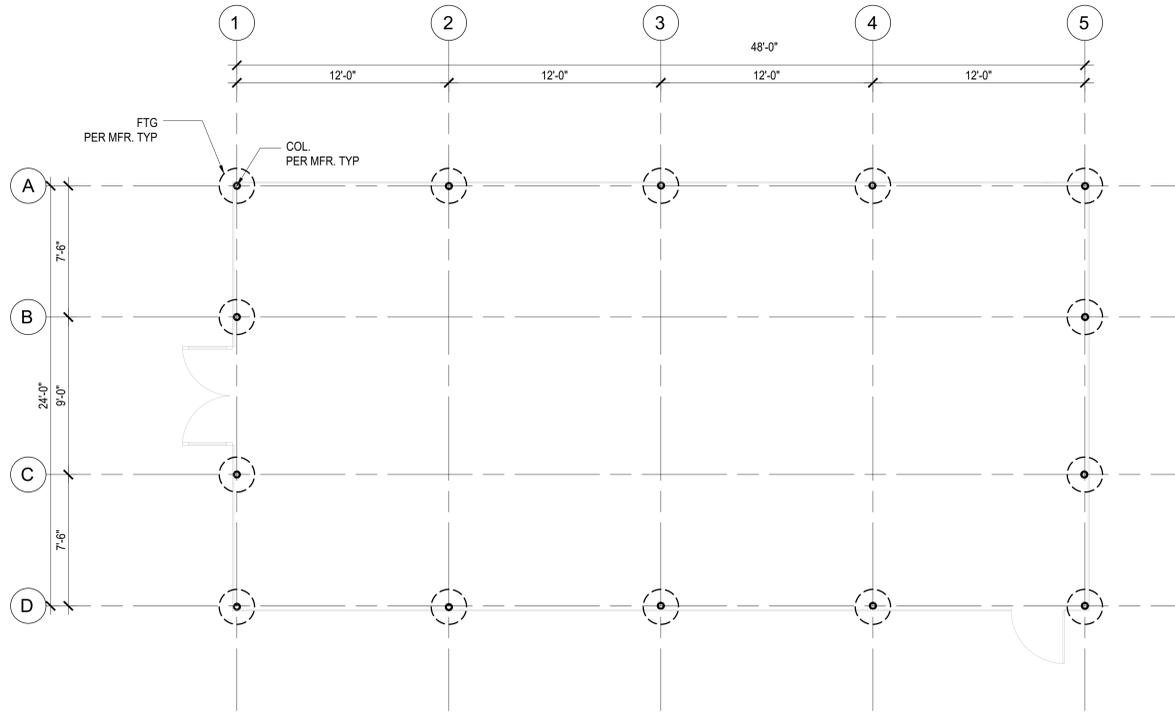 1
2
3
4
5
48'-0"
12'-0"
12'-0"
12'-0"
12'-0"
FTG
PER MFR. TYP
COL.
PER MFR. TYP
A
7'-6"
B
24'-0"
9'-0"
C
7'-6"
D